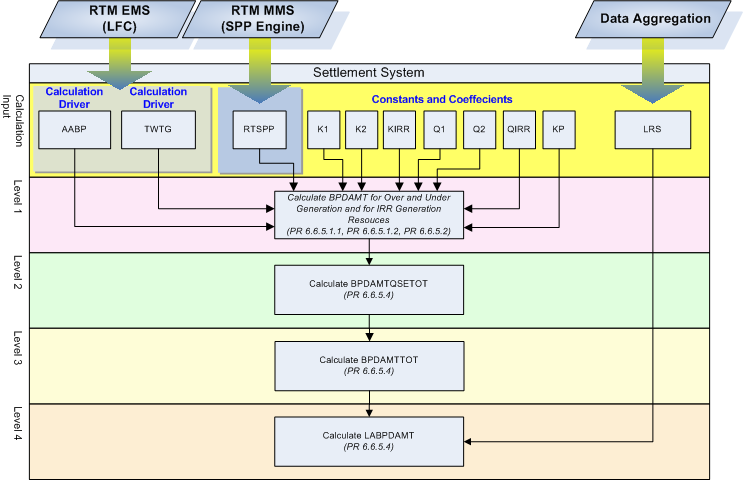 RTM EMS
(LFC)
RTM MMS
(SPP Engine)
Data Aggregation
Settlement System
Calculation
Input
Calculation
Driver
Calculation
Driver
Constants and Coeffecients
AABP
TWTG
RTSPP
K1
K2
KIRR
Q1
Q2
QIRR
KP
LRS
Level 1
Calculate BPDAMT for Over and Under
Generation and for IRR Generation
Resouces
(PR 6.6.5.1.1, PR 6.6.5.1.2, PR 6.6.5.2)
Level 2
Calculate BPDAMTQSETOT
(PR 6.6.5.4)
Level 3
Calculate BPDAMTTOT
(PR 6.6.5.4)
Level 4
Calculate LABPDAMT
(PR 6.6.5.4)